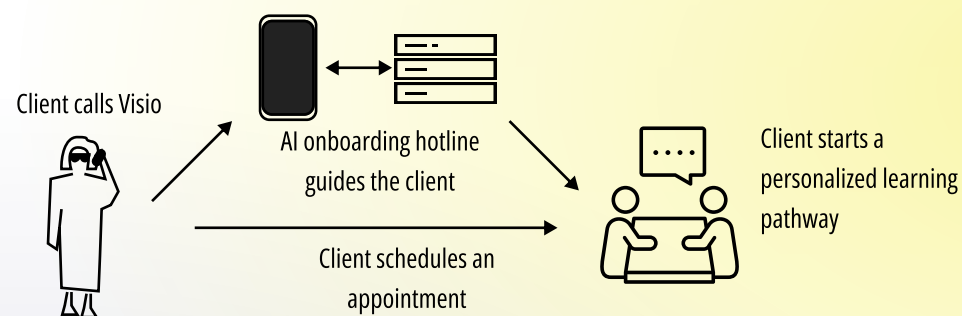 Client calls Visio
AI onboarding hotline
guides the client
Client schedules an
appointment
Client starts a
personalized learning
pathway